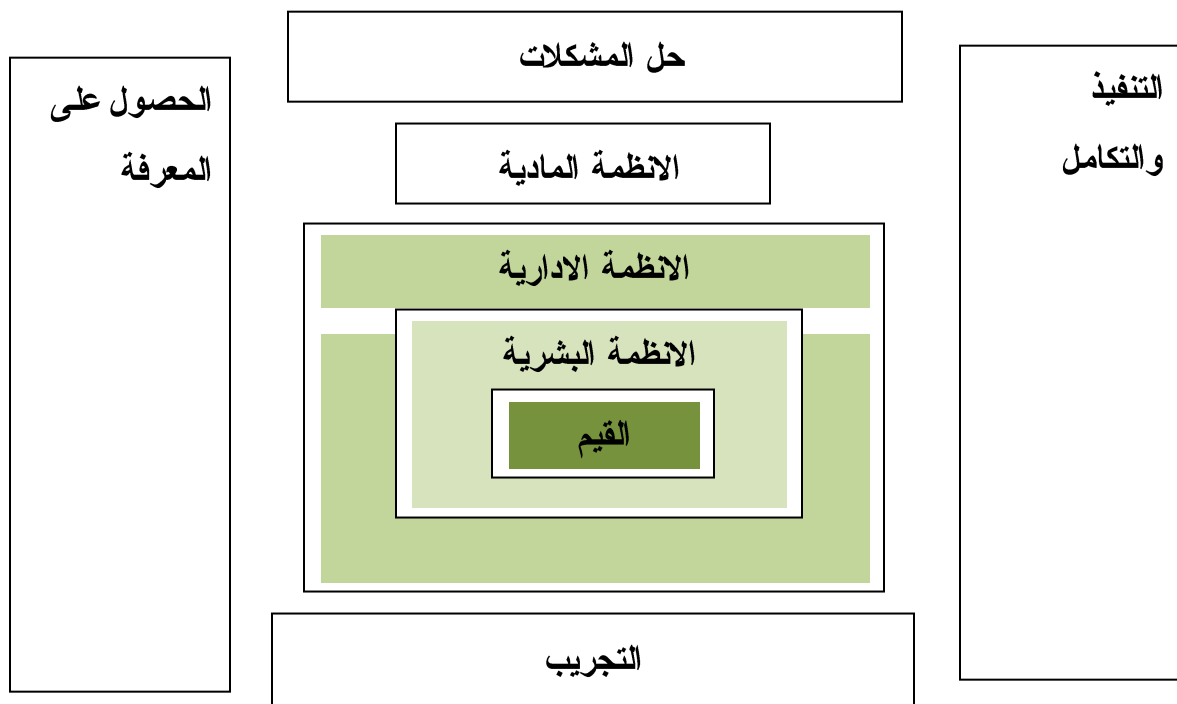 حل المشكلات
التنفيذ
والتكامل
الحصول على
المعرفة
الانظمة المادية
الانظمة الادارية
الانظمة البشرية
القيم
التجريب